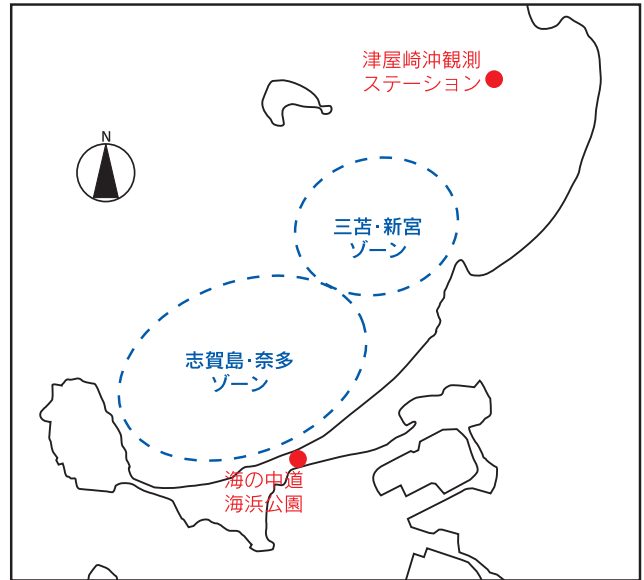 津屋崎沖観測
ステーション
N
三苫・新宮
ゾーン
志賀島・奈多
ゾーン
海の中道
海浜公園